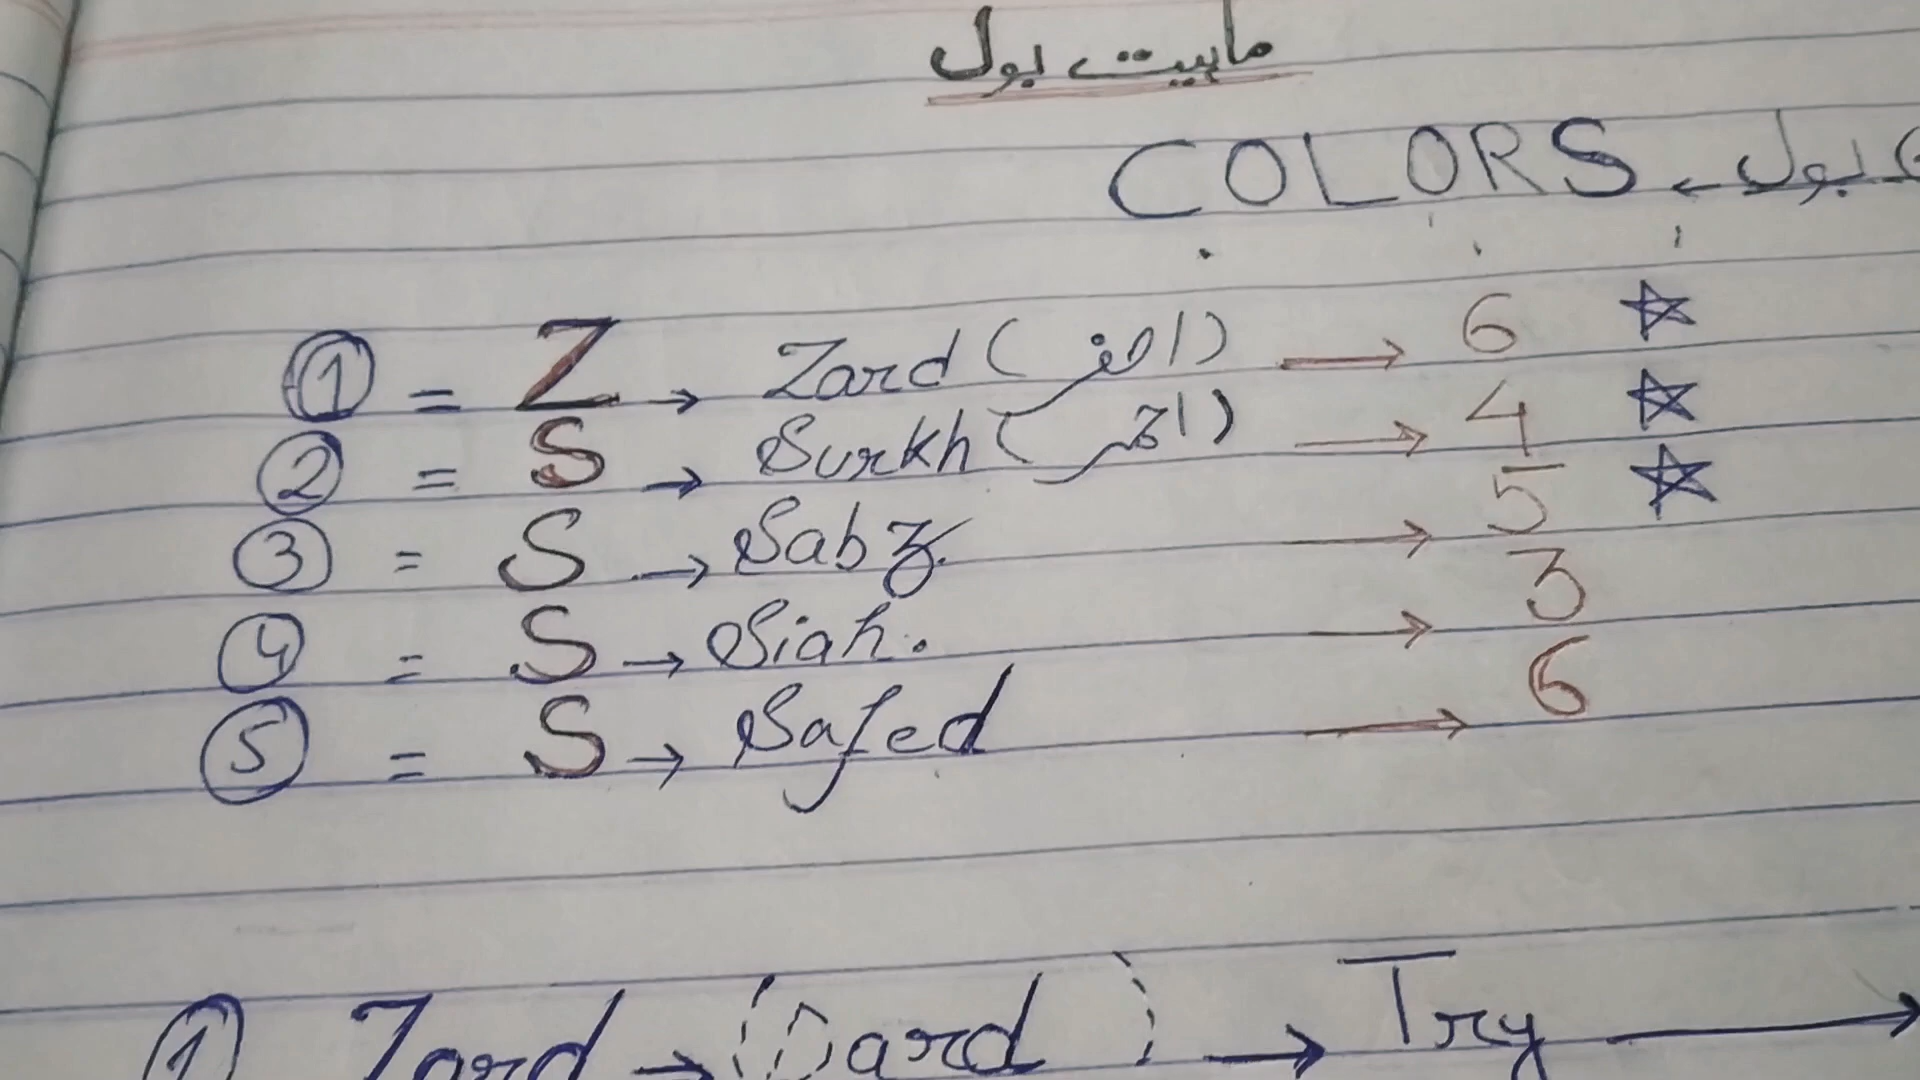 ماہیت بول
COLORS ← بول
① = Z → Zard (اصفر) → 6 ☆
② = S → Surkh (احمر) → 4 ☆
③ = S → Sabz → 5 ☆
④ = S → Siah. → 3
⑤ = S → Safed → 6
① Zard → (Dard) → Try →